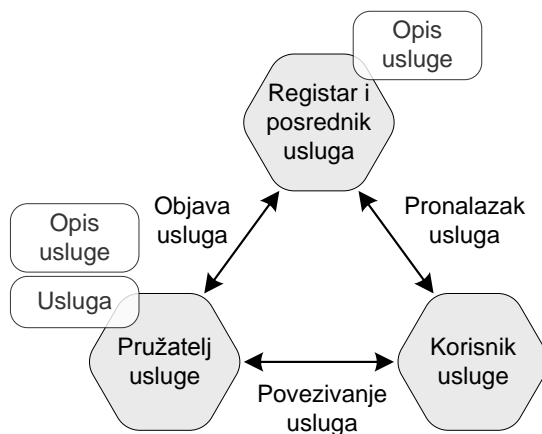 Opis
usluge
Registar i
posrednik
usluga
Objava
usluga
Pronalazak
usluga
Opis
usluge
Usluga
Pružatelj
usluge
Povezivanje
usluga
Korisnik
usluge